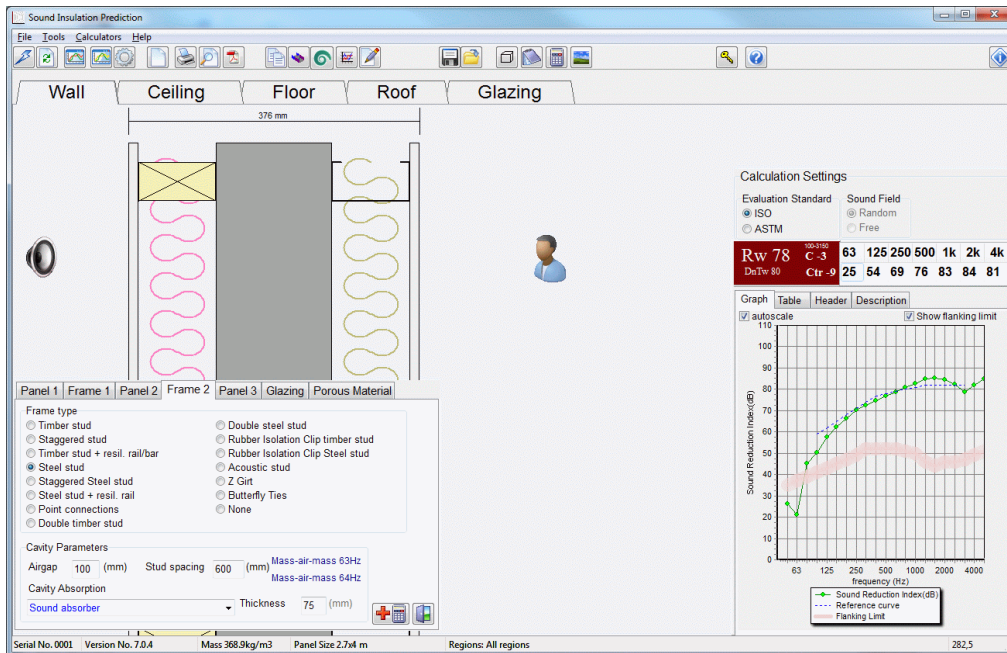 Sound Insulation Prediction
File Tools Calculators Help
Wall Ceiling Floor Roof Glazing
376 mm
Calculation Settings
Evaluation Standard Sound Field
ISO Random
ASTM Free
Rw 78 100-3150 C -3 63 125 250 500 1k 2k 4k
DnTw 80 Ctr -9 25 54 69 76 83 84 81
Graph Table Header Description
autoscale Show flanking limit
110
100
90
80
70
60
50
40
30
20
10
0
Sound Reduction Index(dB)
63 125 250 500 1000 2000 4000
frequency (Hz)
Sound Reduction Index(dB)
Reference curve
Flanking Limit
Panel 1 Frame 1 Panel 2 Frame 2 Panel 3 Glazing Porous Material
Frame type
Timber stud Double steel stud
Staggered stud Rubber Isolation Clip timber stud
Timber stud + resil. rail/bar Rubber Isolation Clip Steel stud
Steel stud Acoustic stud
Staggered Steel stud Z Girt
Steel stud + resil. rail Butterfly Ties
Point connections None
Double timber stud
Cavity Parameters
Airgap 100 (mm) Stud spacing 600 (mm) Mass-air-mass 63Hz
Mass-air-mass 64Hz
Cavity Absorption
Sound absorber Thickness 75 (mm)
Serial No. 0001 Version No. 7.0.4 Mass 368.9kg/m3 Panel Size 2.7x4 m Regions: All regions 282,5